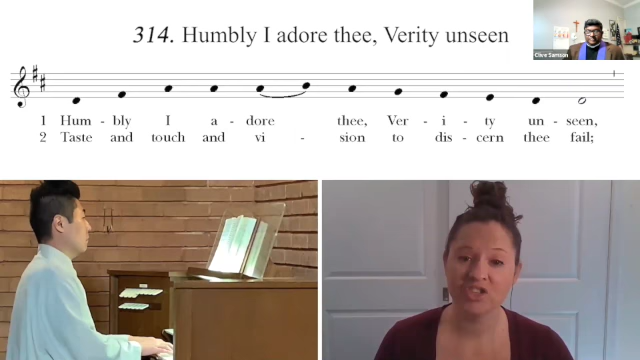 314. Humbly I adore thee, Verity unseen
Clive Samson
1 Hum - bly I a - dore thee, Ver - i - ty un - seen,
2 Taste and touch and vi - sion to dis - cern thee fail;